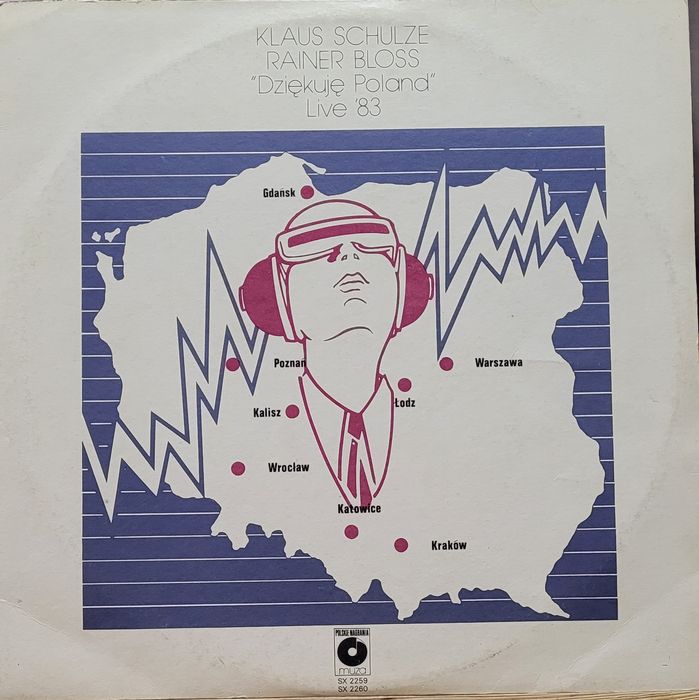 KLAUS SCHULZE
RAINER BLOSS
"Dziękuję Poland"
Live '83
Gdańsk
Poznań
Warszawa
Łodz
Kalisz
Wrocław
Katowice
Kraków
POLSKIE NAGRANIA
muza
SX 2259
SX 2260